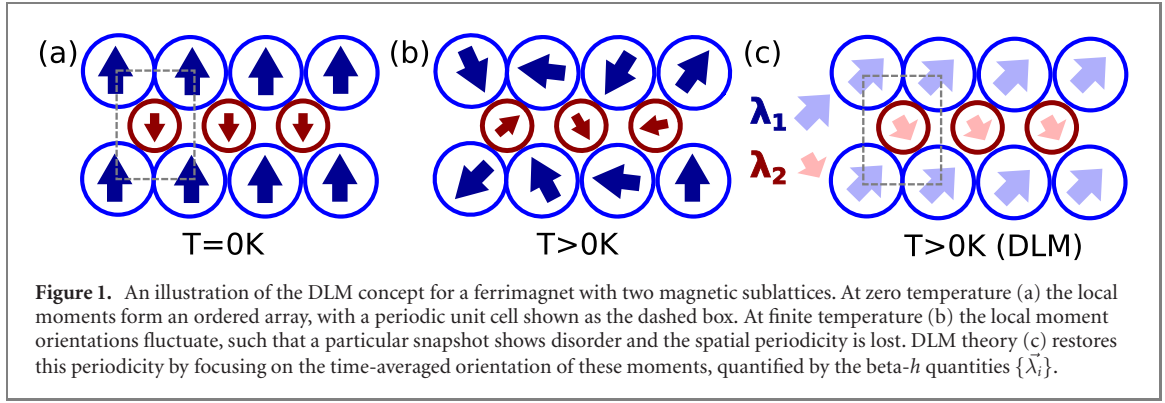 (a)
(b)
(c)
λ1
λ2
T=0K
T>0K
T>0K (DLM)
Figure 1. An illustration of the DLM concept for a ferrimagnet with two magnetic sublattices. At zero temperature (a) the local
moments form an ordered array, with a periodic unit cell shown as the dashed box. At finite temperature (b) the local moment
orientations fluctuate, such that a particular snapshot shows disorder and the spatial periodicity is lost. DLM theory (c) restores
this periodicity by focusing on the time-averaged orientation of these moments, quantified by the beta-h quantities {λ⃗i}.